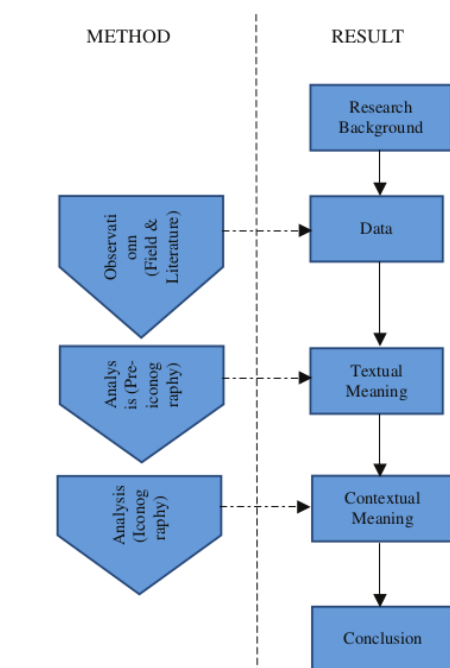 METHOD
RESULT
Research
Background
Observati
onn
(Field &
Literature)
Data
Analys
is (Pre-
iconog
raphy)
Textual
Meaning
Analysis
(Iconog
raphy)
Contextual
Meaning
Conclusion